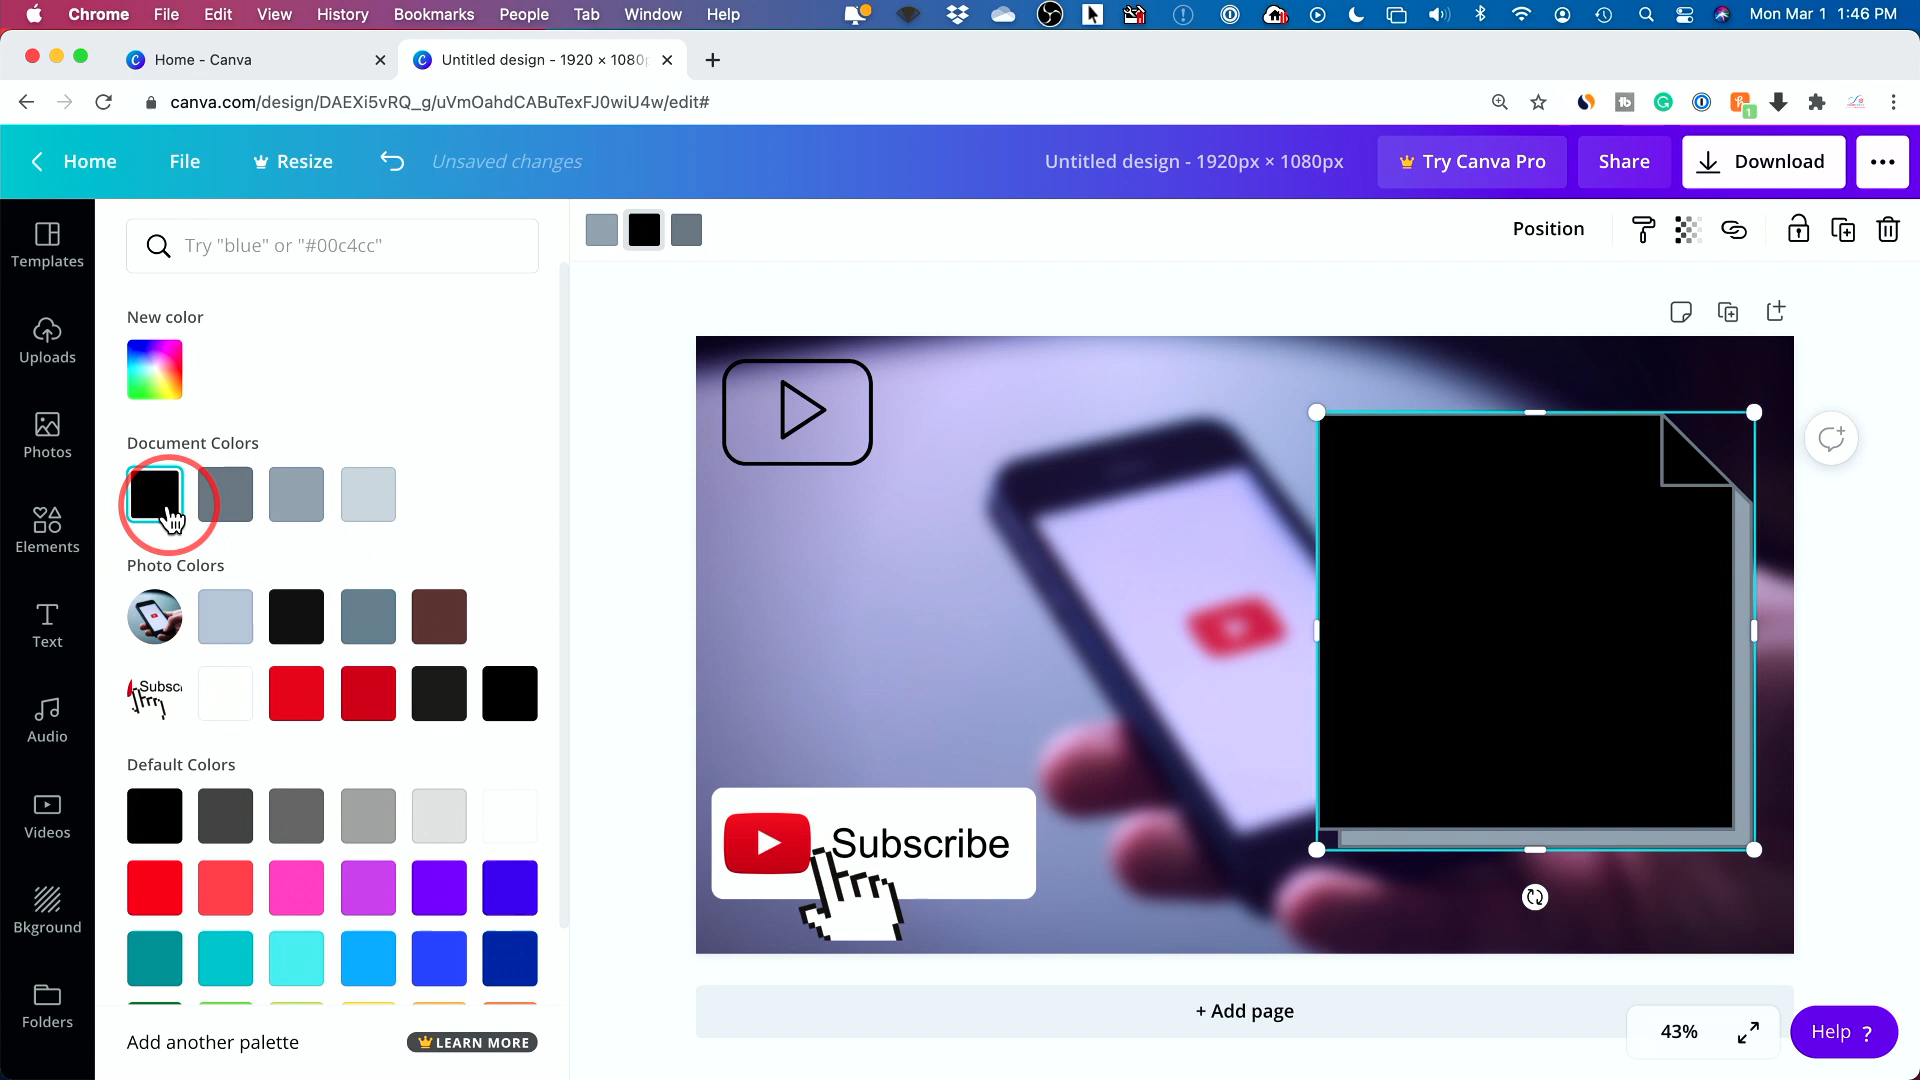 Chrome File Edit View History Bookmarks People Tab Window Help Mon Mar 1 1:46 PM
Home - Canva Untitled design - 1920 × 1080p
canva.com/design/DAEXi5vRQ_g/uVmOahdCABuTexFJ0wiU4w/edit#
Home File Resize Unsaved changes Untitled design - 1920px × 1080px Try Canva Pro Share Download
Try "blue" or "#00c4cc"
Position
Templates
Uploads
Photos
Elements
Text
Audio
Videos
Bkground
Folders
New color
Document Colors
Photo Colors
Default Colors
Add another palette LEARN MORE
Subscribe
+ Add page
43%
Help ?